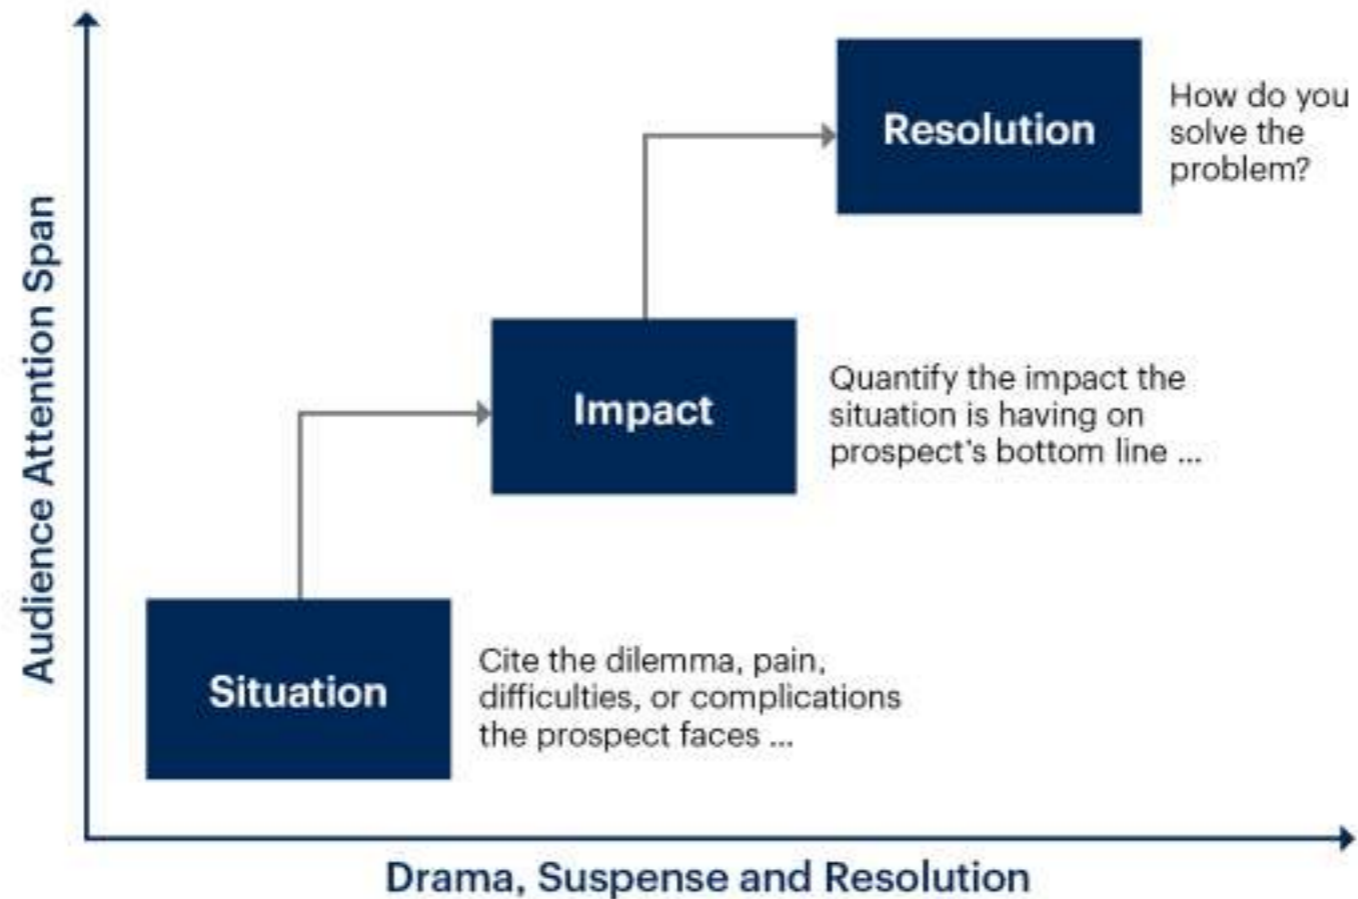 Resolution
How do you
solve the
problem?
Impact
Quantify the impact the
situation is having on
prospect's bottom line ...
Situation
Cite the dilemma, pain,
difficulties, or complications
the prospect faces ...
Audience Attention Span
Drama, Suspense and Resolution